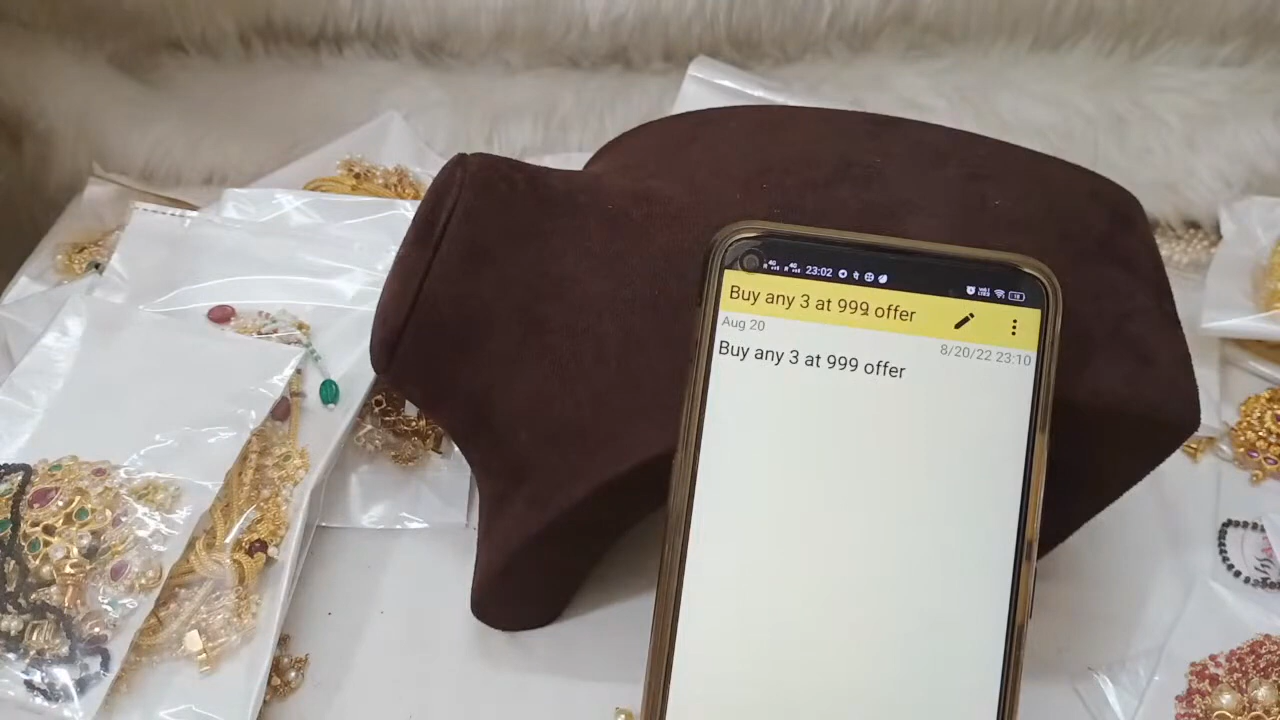 23:02
Buy any 3 at 999 offer
Aug 20
8/20/22 23:10
Buy any 3 at 999 offer